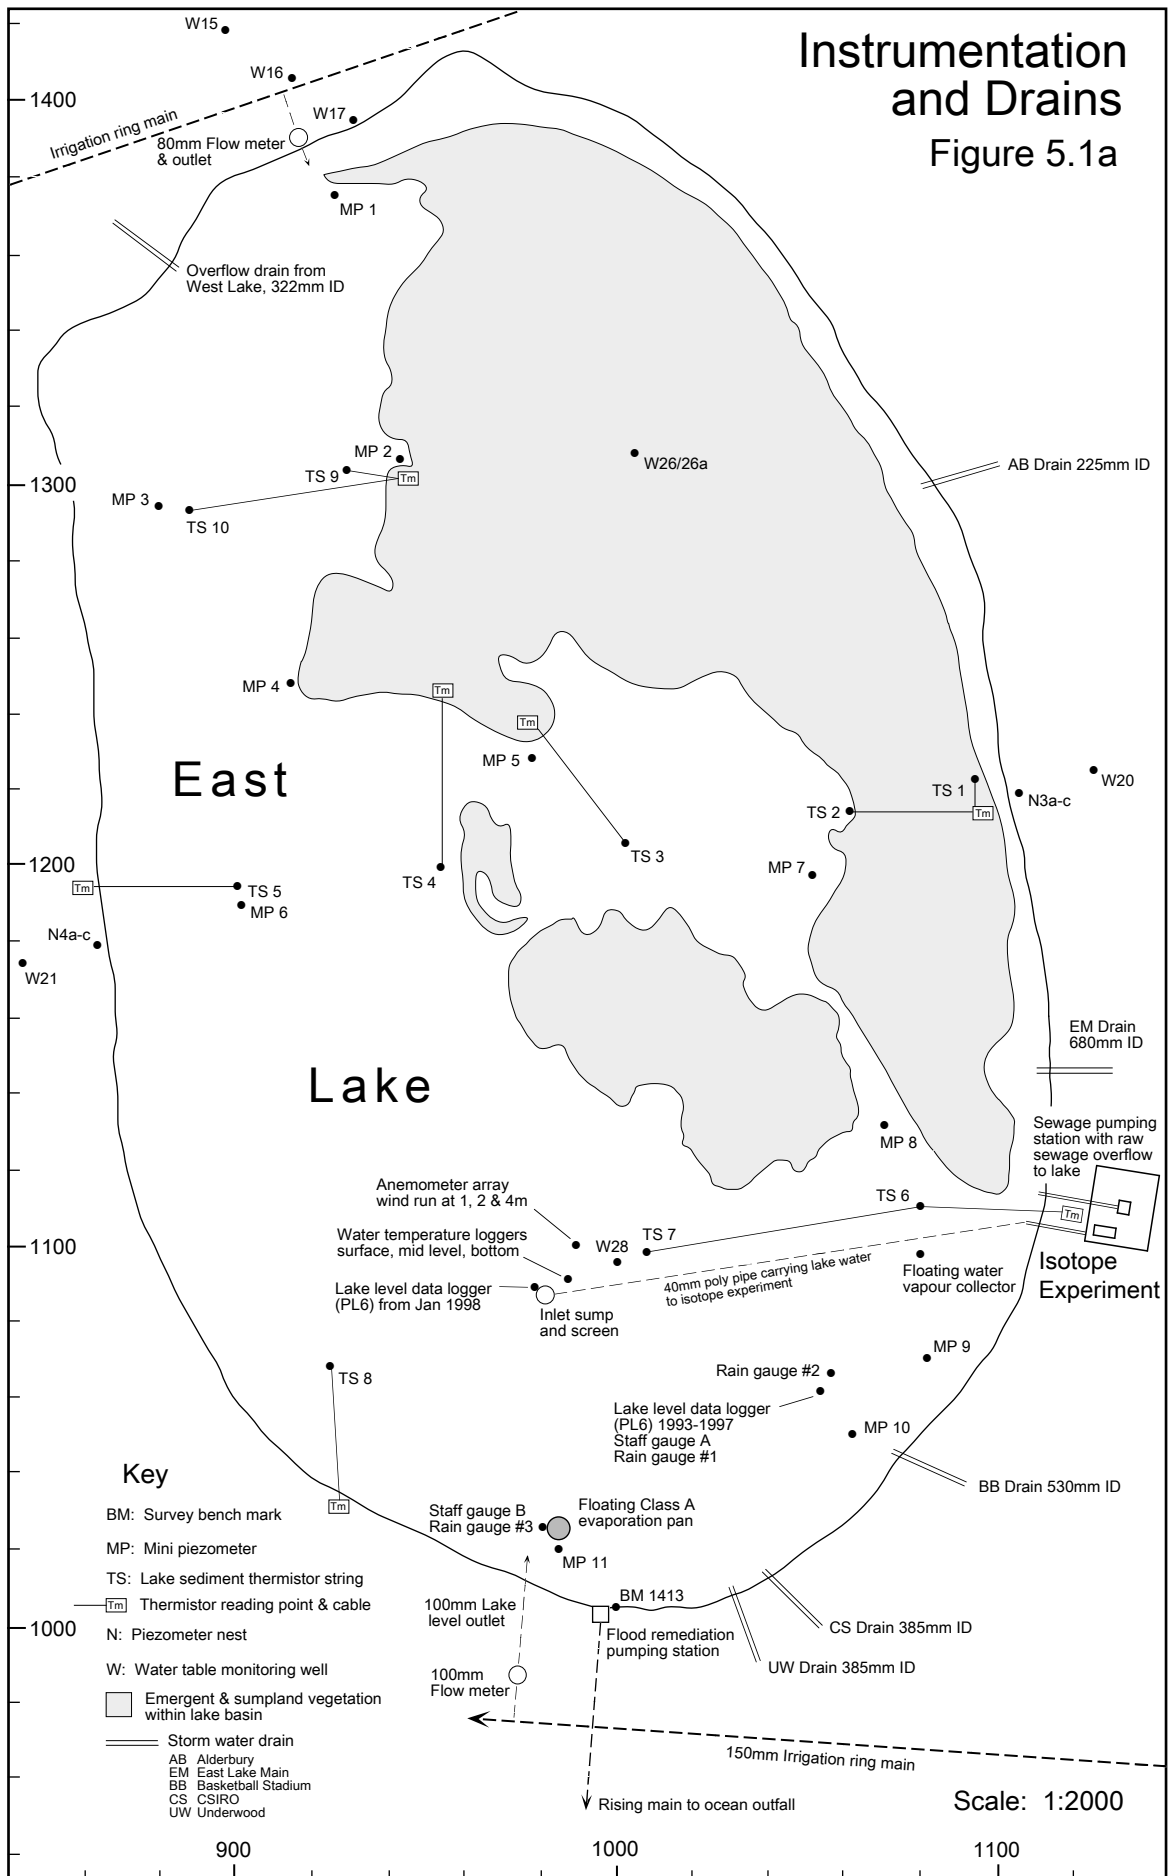 Instrumentation
and Drains
Figure 5.1a
W15
W16
W17
1400
Irrigation ring main
80mm Flow meter
& outlet
MP 1
Overflow drain from
West Lake, 322mm ID
MP 2
TS 9
Tm
W26/26a
AB Drain 225mm ID
1300
MP 3
TS 10
MP 4
Tm
Tm
MP 5
East
TS 1
N3a-c
W20
TS 2
Tm
TS 3
1200
TS 4
MP 7
Tm
TS 5
MP 6
N4a-c
W21
EM Drain
680mm ID
Lake
MP 8
Sewage pumping
station with raw
sewage overflow
to lake
Anemometer array
wind run at 1, 2 & 4m
TS 6
Tm
Water temperature loggers
surface, mid level, bottom
W28
TS 7
1100
Isotope
Experiment
40mm poly pipe carrying lake water
to isotope experiment
Floating water
vapour collector
Lake level data logger
(PL6) from Jan 1998
Inlet sump
and screen
MP 9
TS 8
Rain gauge #2
Lake level data logger
(PL6) 1993-1997
Staff gauge A
Rain gauge #1
MP 10
BB Drain 530mm ID
Tm
Staff gauge B
Rain gauge #3
Floating Class A
evaporation pan
MP 11
BM 1413
100mm Lake
level outlet
1000
Flood remediation
pumping station
CS Drain 385mm ID
UW Drain 385mm ID
100mm
Flow meter
150mm Irrigation ring main
Rising main to ocean outfall
Scale: 1:2000
Key
BM: Survey bench mark
MP: Mini piezometer
TS: Lake sediment thermistor string
Tm Thermistor reading point & cable
N: Piezometer nest
W: Water table monitoring well
Emergent & sumpland vegetation
within lake basin
Storm water drain
AB Alderbury
EM East Lake Main
BB Basketball Stadium
CS CSIRO
UW Underwood
900
1000
1100